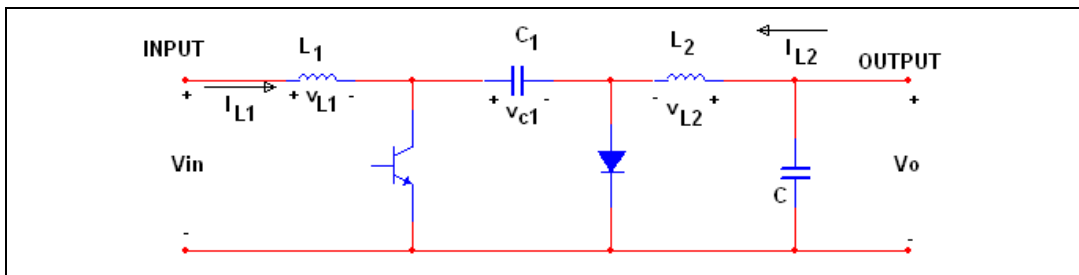 INPUT
L1
C1
L2
IL2
OUTPUT
+
IL1
+ vL1 -
+ vc1 -
- vL2 +
+
Vin
C
Vo
-
-